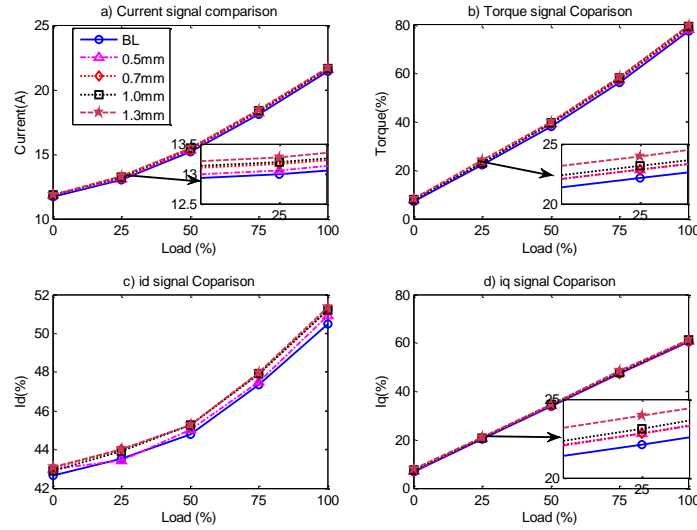 a) Current signal comparison
25
20
15
10
Current(A)
BL
0.5mm
0.7mm
1.0mm
1.3mm
13.5
13
12.5
25
0 25 50 75 100
Load (%)
b) Torque signal Coparison
80
60
40
20
0
Torque(%)
25
20
25
0 25 50 75 100
Load (%)
c) id signal Coparison
52
50
48
46
44
42
Id(%)
0 25 50 75 100
Load (%)
d) iq signal Coparison
80
60
40
20
0
Iq(%)
25
20
25
0 25 50 75 100
Load (%)